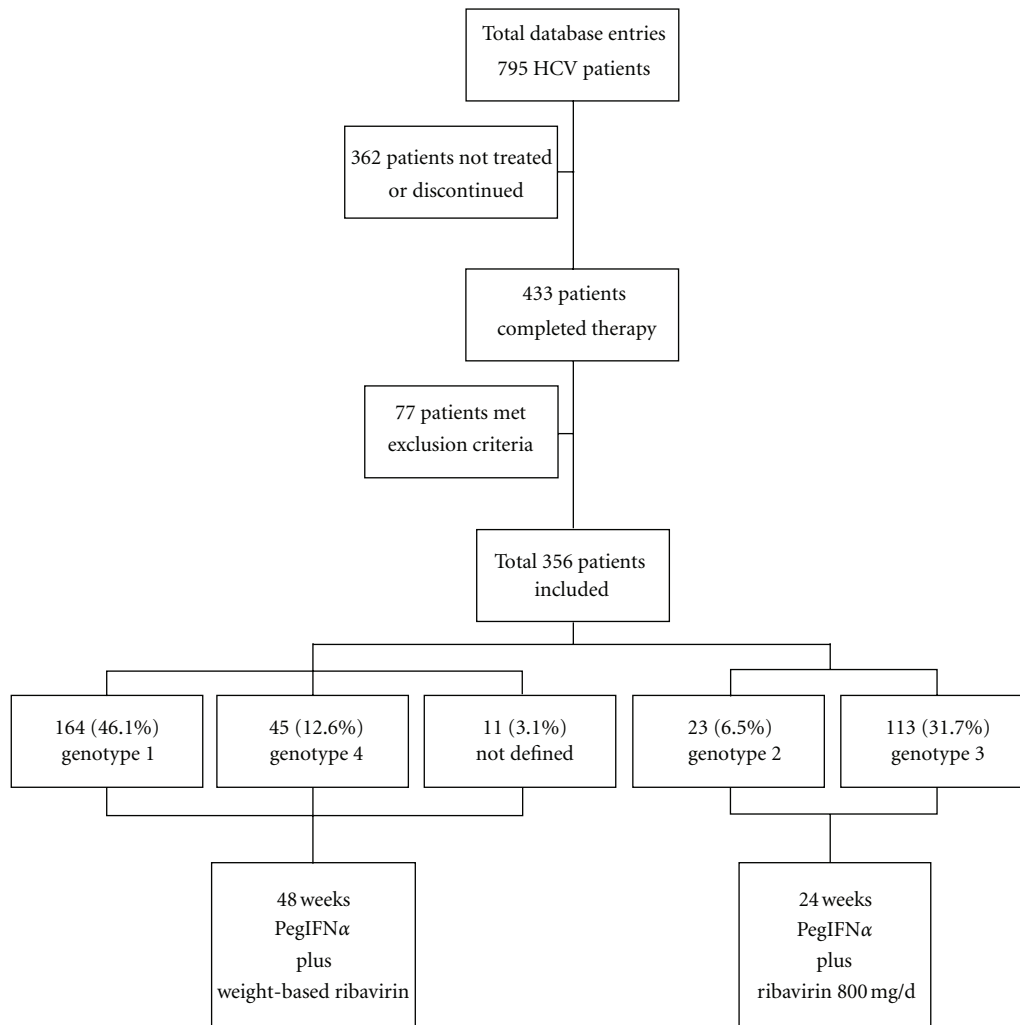 Total database entries
795 HCV patients
362 patients not treated
or discontinued
433 patients
completed therapy
77 patients met
exclusion criteria
Total 356 patients
included
164 (46.1%)
genotype 1
45 (12.6%)
genotype 4
11 (3.1%)
not defined
23 (6.5%)
genotype 2
113 (31.7%)
genotype 3
48 weeks
PegIFNα
plus
weight-based ribavirin
24 weeks
PegIFNα
plus
ribavirin 800 mg/d